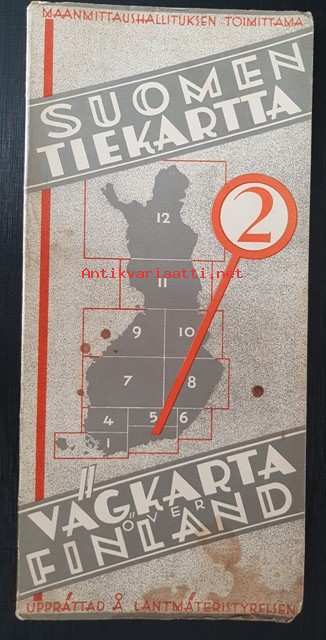 MAANMITTAUSHALLITUKSEN TOIMITTAMA
SUOMEN
TIEKARTTA
2
12
Antikvariaatti.net
11
9 10
7 8
4 5 6
1
VÄGKARTA
ÖVER
FINLAND
UPPRÄTTAD Å LANTMÄTERISTYRELSEN